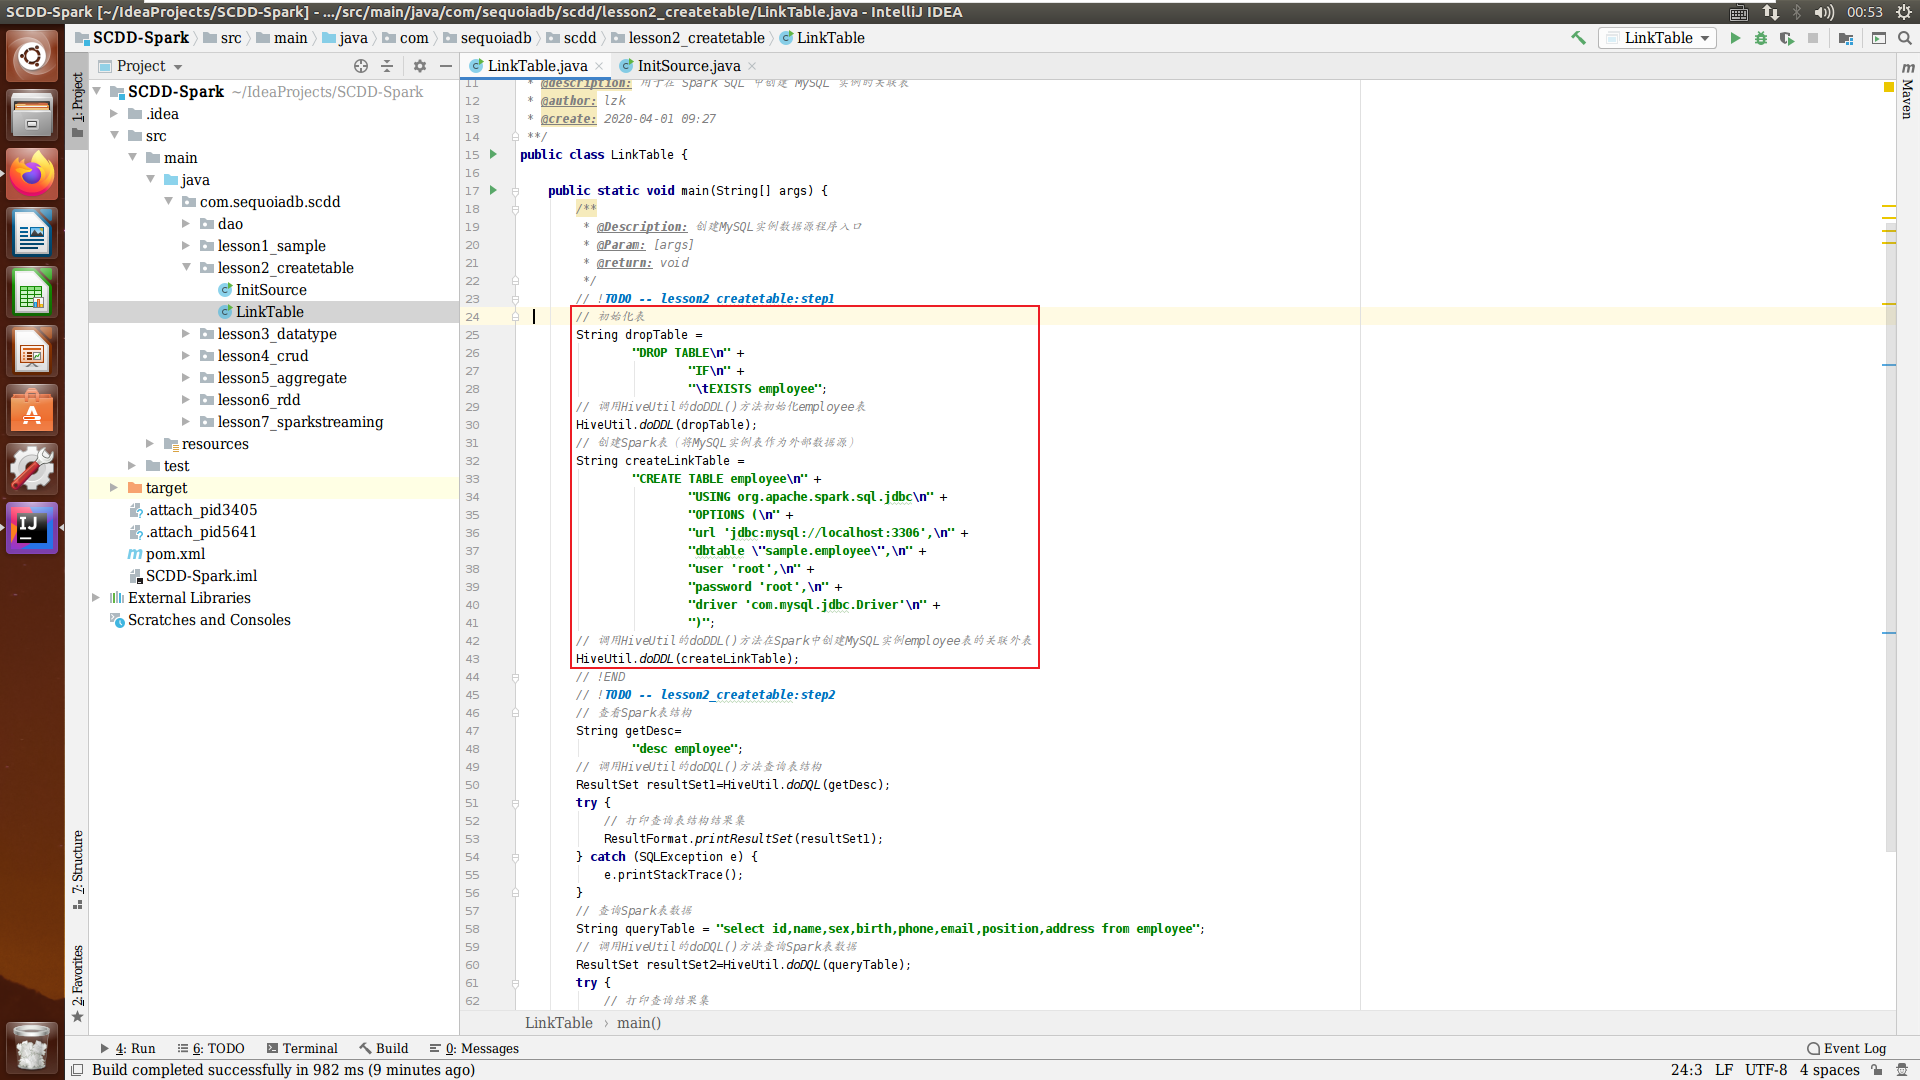 SCDD-Spark [~/IdeaProjects/SCDD-Spark] - .../src/main/java/com/sequoiadb/scdd/lesson2_createtable/LinkTable.java - IntelliJ IDEA
00:53
SCDD-Spark
src
main
java
com
sequoiadb
scdd
lesson2_createtable
LinkTable
LinkTable
Project
LinkTable.java
InitSource.java
1: Project
7: Structure
2: Favorites
Maven
SCDD-Spark ~/IdeaProjects/SCDD-Spark
.idea
src
main
java
com.sequoiadb.scdd
dao
lesson1_sample
lesson2_createtable
InitSource
LinkTable
lesson3_datatype
lesson4_crud
lesson5_aggregate
lesson6_rdd
lesson7_sparkstreaming
resources
test
target
.attach_pid3405
.attach_pid5641
pom.xml
SCDD-Spark.iml
External Libraries
Scratches and Consoles
11 * @description: 用于在 Spark SQL 中创建 MySQL 实例的关联表
12 * @author: lzk
13 * @create: 2020-04-01 09:27
14 **/
15 public class LinkTable {
16
17 public static void main(String[] args) {
18 /**
19 * @Description: 创建MySQL实例数据源程序入口
20 * @Param: [args]
21 * @return: void
22 */
23 // !TODO -- lesson2_createtable:step1
24 // 初始化表
25 String dropTable =
26 "DROP TABLE\n" +
27 "IF\n" +
28 "\tEXISTS employee";
29 // 调用HiveUtil的doDDL()方法初始化employee表
30 HiveUtil.doDDL(dropTable);
31 // 创建Spark表（将MySQL实例表作为外部数据源）
32 String createLinkTable =
33 "CREATE TABLE employee\n" +
34 "USING org.apache.spark.sql.jdbc\n" +
35 "OPTIONS (\n" +
36 "url 'jdbc:mysql://localhost:3306',\n" +
37 "dbtable \"sample.employee\",\n" +
38 "user 'root',\n" +
39 "password 'root',\n" +
40 "driver 'com.mysql.jdbc.Driver'\n" +
41 ")";
42 // 调用HiveUtil的doDDL()方法在Spark中创建MySQL实例employee表的关联外表
43 HiveUtil.doDDL(createLinkTable);
44 // !END
45 // !TODO -- lesson2_createtable:step2
46 // 查看Spark表结构
47 String getDesc=
48 "desc employee";
49 // 调用HiveUtil的doDQL()方法查询表结构
50 ResultSet resultSet1=HiveUtil.doDQL(getDesc);
51 try {
52 // 打印查询表结构结果集
53 ResultFormat.printResultSet(resultSet1);
54 } catch (SQLException e) {
55 e.printStackTrace();
56 }
57 // 查询Spark表数据
58 String queryTable = "select id,name,sex,birth,phone,email,position,address from employee";
59 // 调用HiveUtil的doDQL()方法查询Spark表数据
60 ResultSet resultSet2=HiveUtil.doDQL(queryTable);
61 try {
62 // 打印查询结果集
LinkTable › main()
4: Run
6: TODO
Terminal
Build
0: Messages
Event Log
Build completed successfully in 982 ms (9 minutes ago)
24:3 LF UTF-8 4 spaces